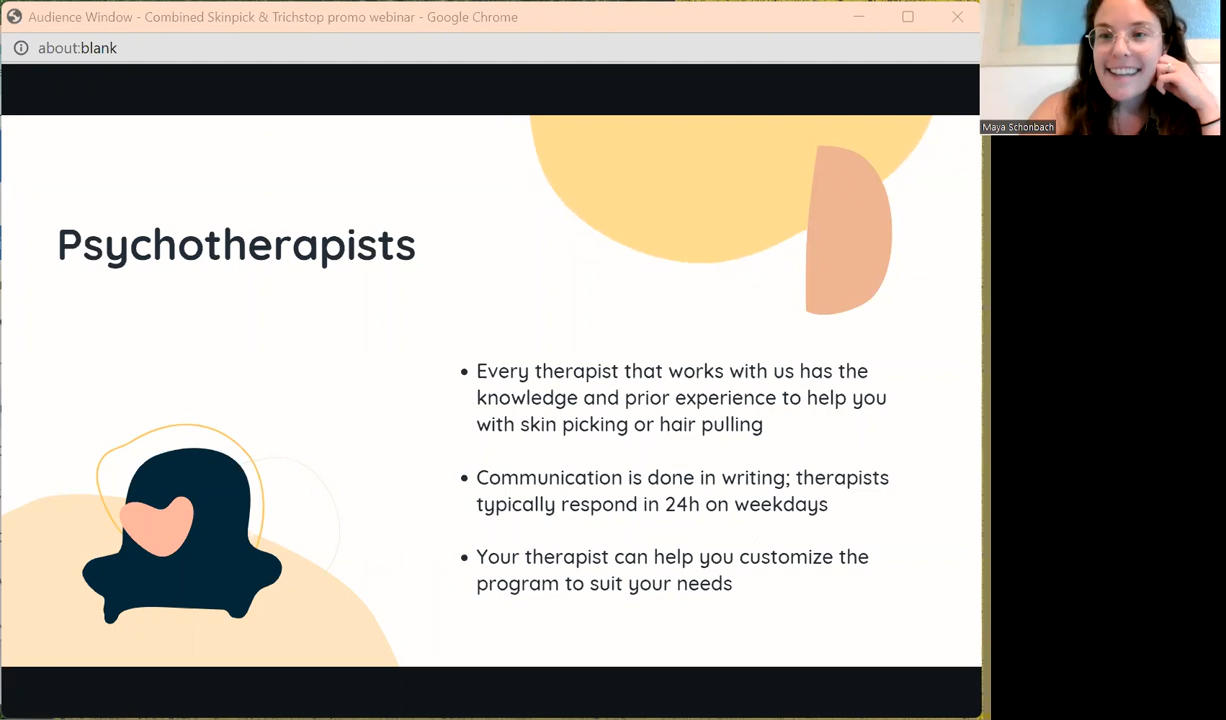 Audience Window - Combined Skinpick & Trichstop promo webinar - Google Chrome
about:blank
Maya Schonbach
Psychotherapists
• Every therapist that works with us has the
knowledge and prior experience to help you
with skin picking or hair pulling
• Communication is done in writing; therapists
typically respond in 24h on weekdays
• Your therapist can help you customize the
program to suit your needs